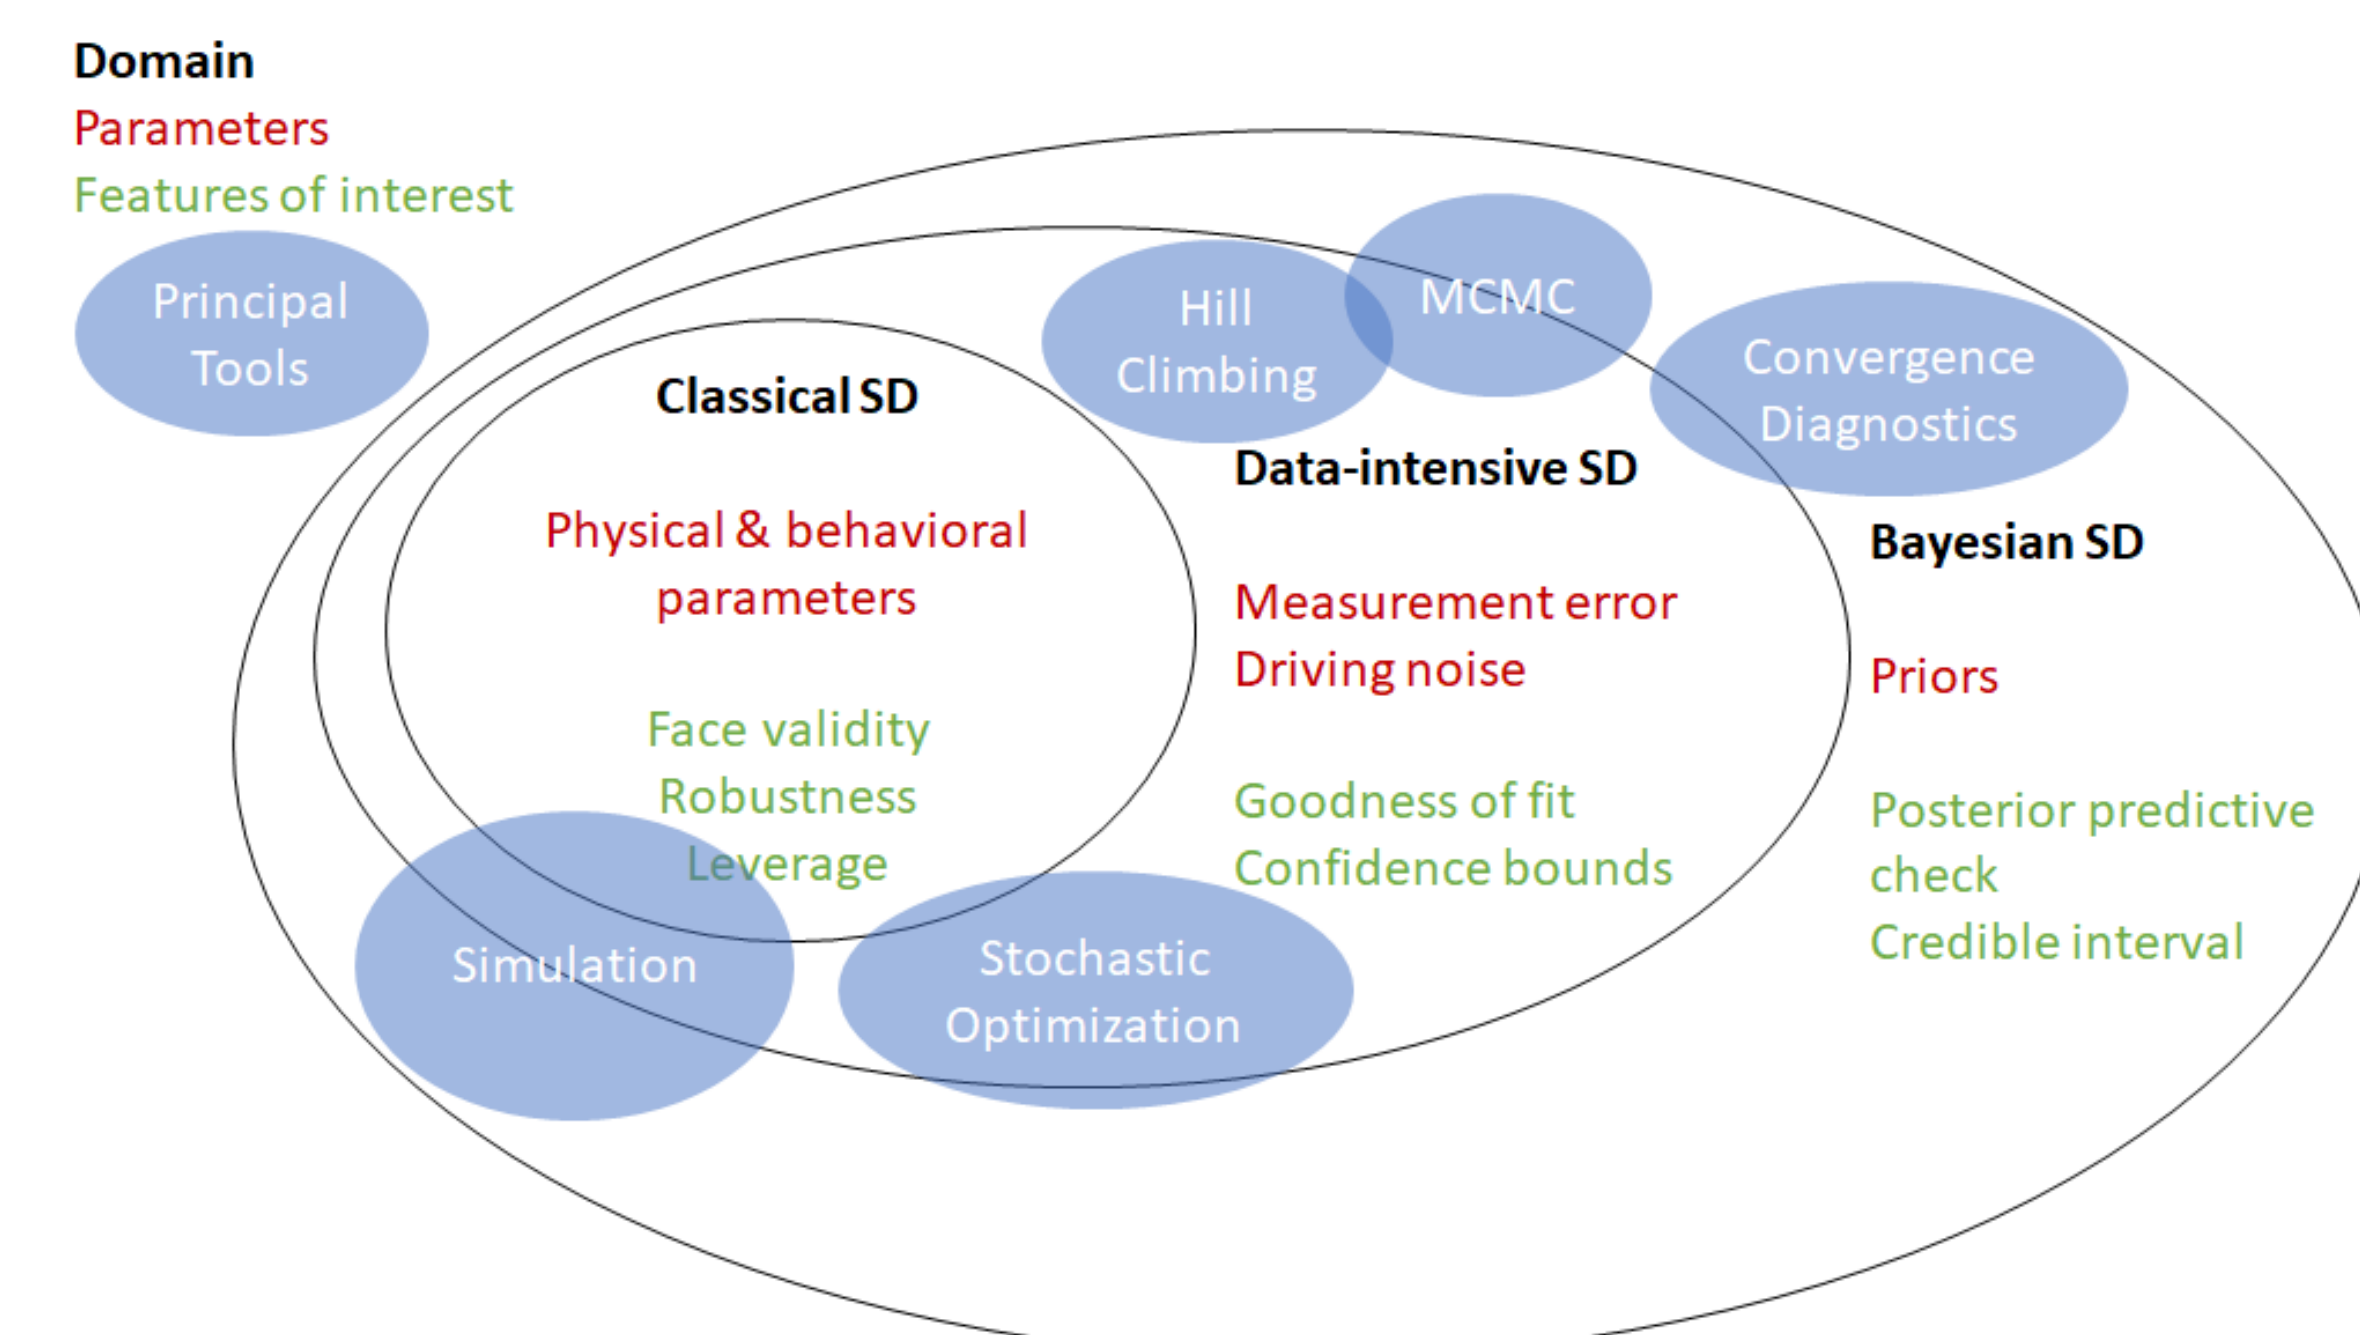 Domain
Parameters
Features of interest
Principal
Tools
Classical SD
Physical & behavioral
parameters
Face validity
Robustness
Leverage
Simulation
Stochastic
Optimization
Hill
Climbing
MCMC
Data-intensive SD
Measurement error
Driving noise
Goodness of fit
Confidence bounds
Convergence
Diagnostics
Bayesian SD
Priors
Posterior predictive
check
Credible interval